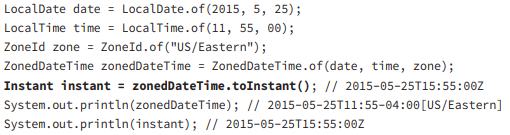 LocalDate date = LocalDate.of(2015, 5, 25);
LocalTime time = LocalTime.of(11, 55, 00);
ZoneId zone = ZoneId.of("US/Eastern");
ZonedDateTime zonedDateTime = ZonedDateTime.of(date, time, zone);
Instant instant = zonedDateTime.toInstant(); // 2015-05-25T15:55:00Z
System.out.println(zonedDateTime); // 2015-05-25T11:55-04:00[US/Eastern]
System.out.println(instant); // 2015-05-25T15:55:00Z